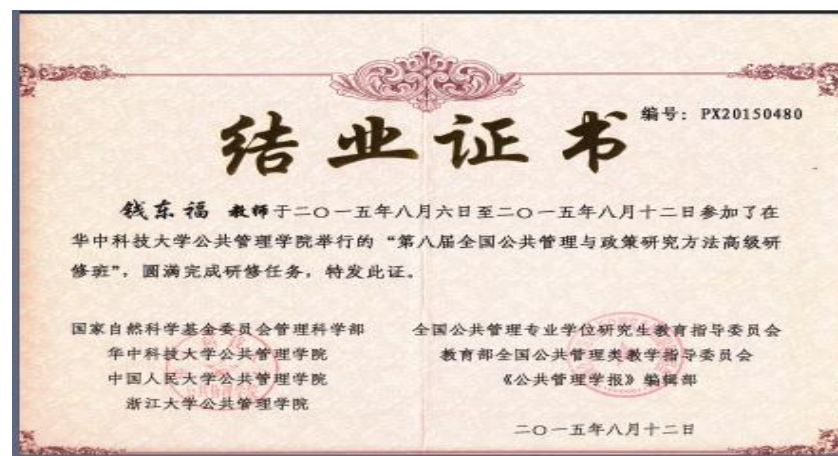 编号: PX20150480
结业证书
钱东福 教师于二〇一五年八月六日至二〇一五年八月十二日参加了在
华中科技大学公共管理学院举行的“第八届全国公共管理与政策研究方法高级研
修班”, 圆满完成研修任务, 特发此证。
国家自然科学基金委员会管理科学部
华中科技大学公共管理学院
中国人民大学公共管理学院
浙江大学公共管理学院
全国公共管理专业学位研究生教育指导委员会
教育部全国公共管理类教学指导委员会
《公共管理学报》编辑部
二〇一五年八月十二日